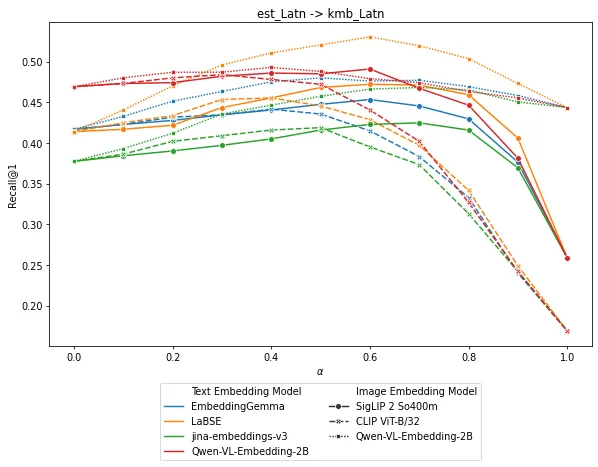 est_Latn -> kmb_Latn
Recall@1
0.50
0.45
0.40
0.35
0.30
0.25
0.20
0.0 0.2 0.4 0.6 0.8 1.0
α
Text Embedding Model Image Embedding Model
EmbeddingGemma SigLIP 2 So400m
LaBSE CLIP ViT-B/32
jina-embeddings-v3 Qwen-VL-Embedding-2B
Qwen-VL-Embedding-2B